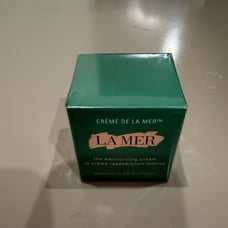 CRÈME DE LA MER™
LA MER
the moisturizing cream
la crème régénération intense